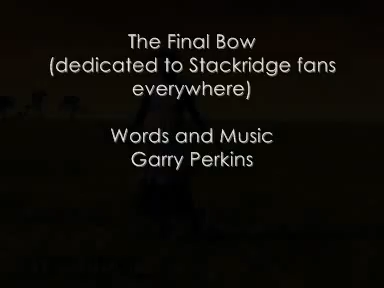 The Final Bow
(dedicated to Stackridge fans
everywhere)
Words and Music
Garry Perkins